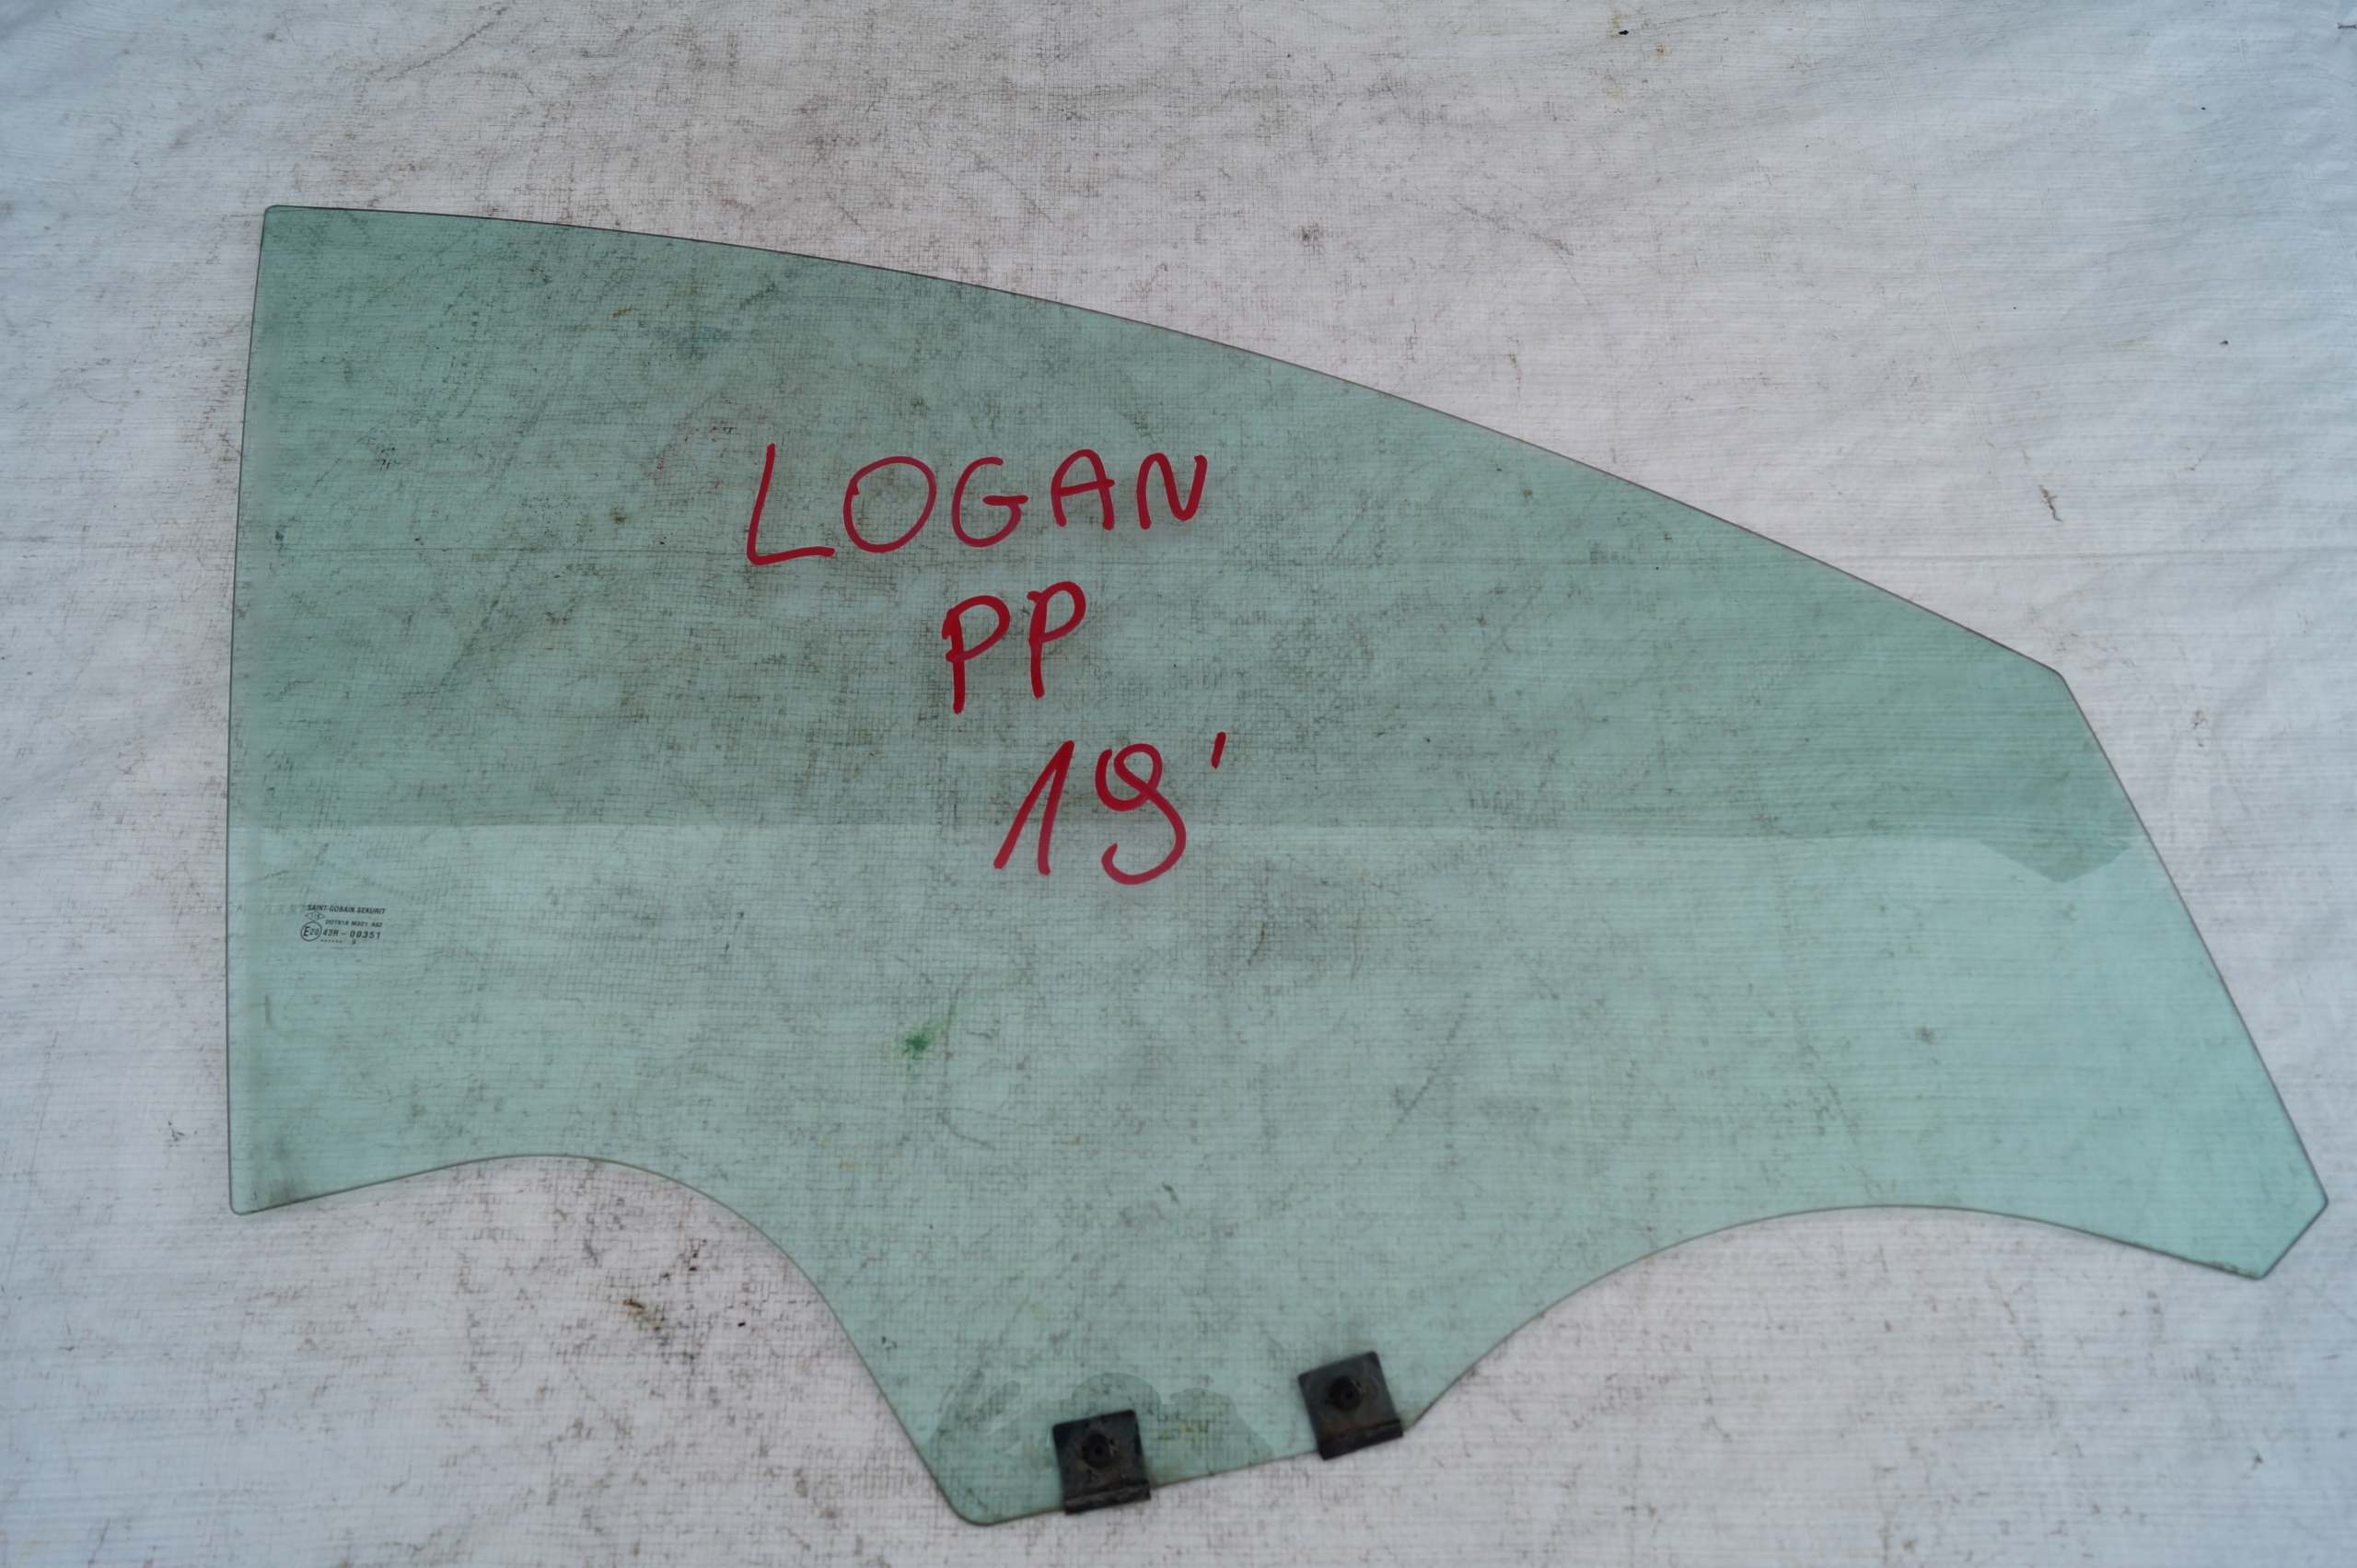 LOGAN
PP
19'
SAINT-GOBAIN SEKURIT
E20 43R - 00351